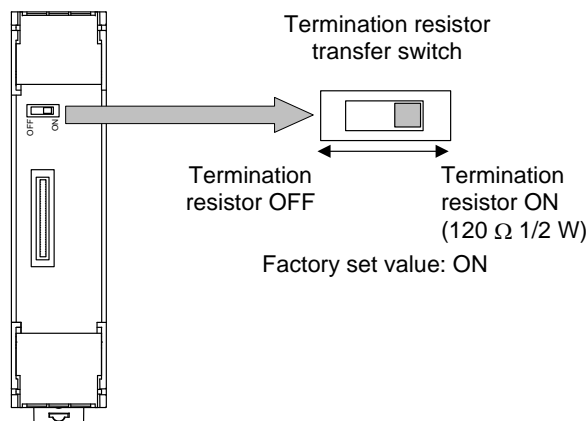 Termination resistor
transfer switch
OFF
ON
Termination
resistor OFF
Termination
resistor ON
(120 Ω 1/2 W)
Factory set value: ON